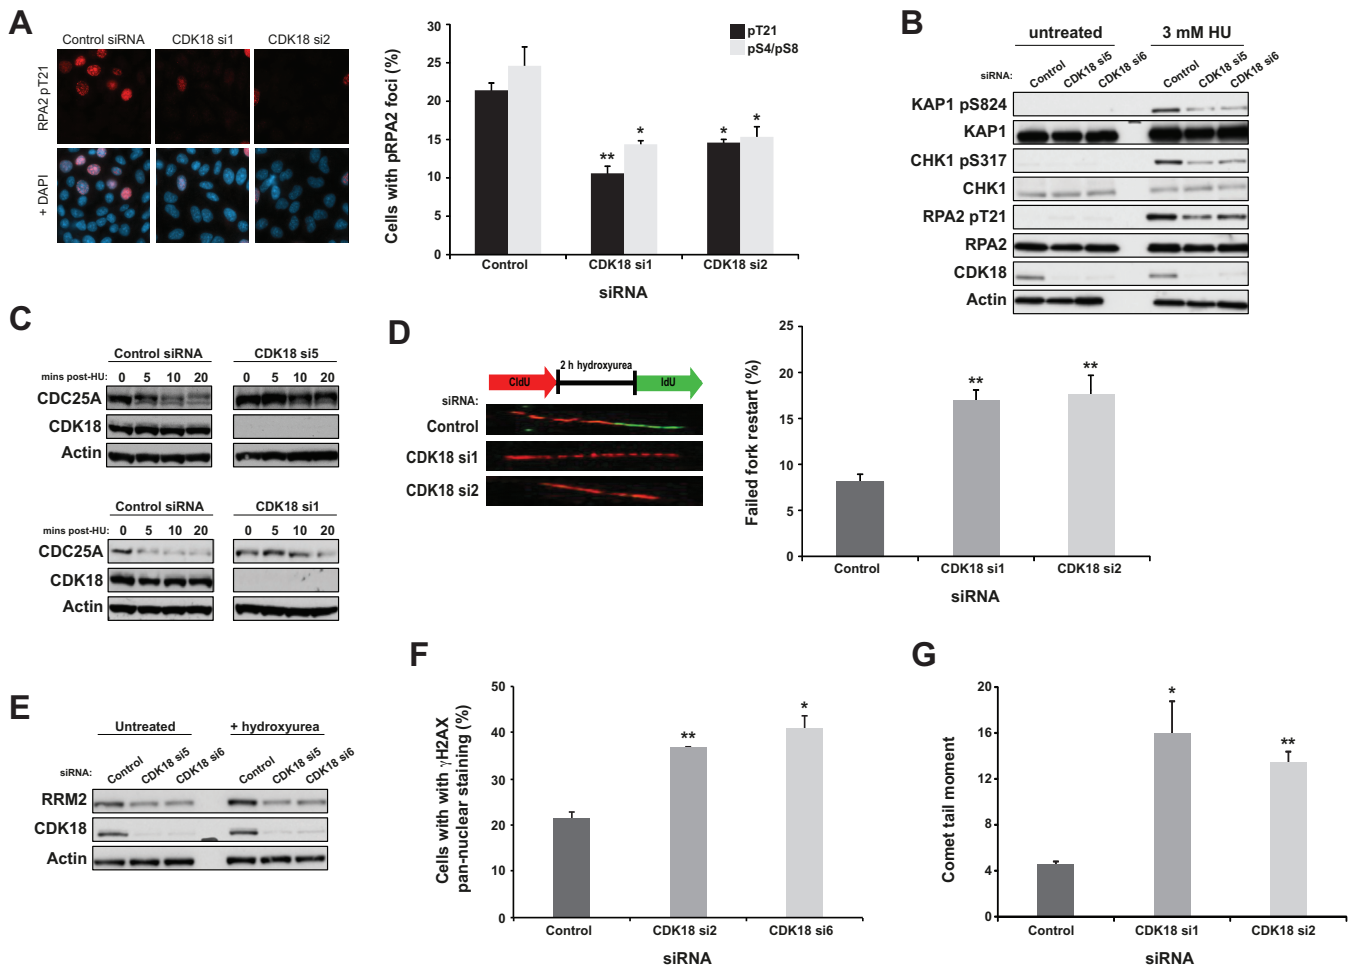 A
Control siRNA CDK18 si1 CDK18 si2
RPA2 pT21
+ DAPI
Cells with pRPA2 foci (%)
30
25
20
15
10
5
0
pT21
pS4/pS8
** * * *
Control CDK18 si1 CDK18 si2
siRNA
B
untreated 3 mM HU
siRNA: Control CDK18 si5 CDK18 si6 Control CDK18 si5 CDK18 si6
KAP1 pS824
KAP1
CHK1 pS317
CHK1
RPA2 pT21
RPA2
CDK18
Actin
C
Control siRNA CDK18 si5
mins post-HU: 0 5 10 20 0 5 10 20
CDC25A
CDK18
Actin
Control siRNA CDK18 si1
mins post-HU: 0 5 10 20 0 5 10 20
CDC25A
CDK18
Actin
D
2 h hydroxyurea
CldU IdU
siRNA:
Control
CDK18 si1
CDK18 si2
Failed fork restart (%)
25
20
15
10
5
0
** **
Control CDK18 si1 CDK18 si2
siRNA
E
Untreated + hydroxyurea
siRNA: Control CDK18 si5 CDK18 si6 Control CDK18 si5 CDK18 si6
RRM2
CDK18
Actin
F
Cells with with γH2AX
pan-nuclear staining (%)
50
40
30
20
10
0
** *
Control CDK18 si2 CDK18 si6
siRNA
G
Comet tail moment
20
16
12
8
4
0
* **
Control CDK18 si1 CDK18 si2
siRNA